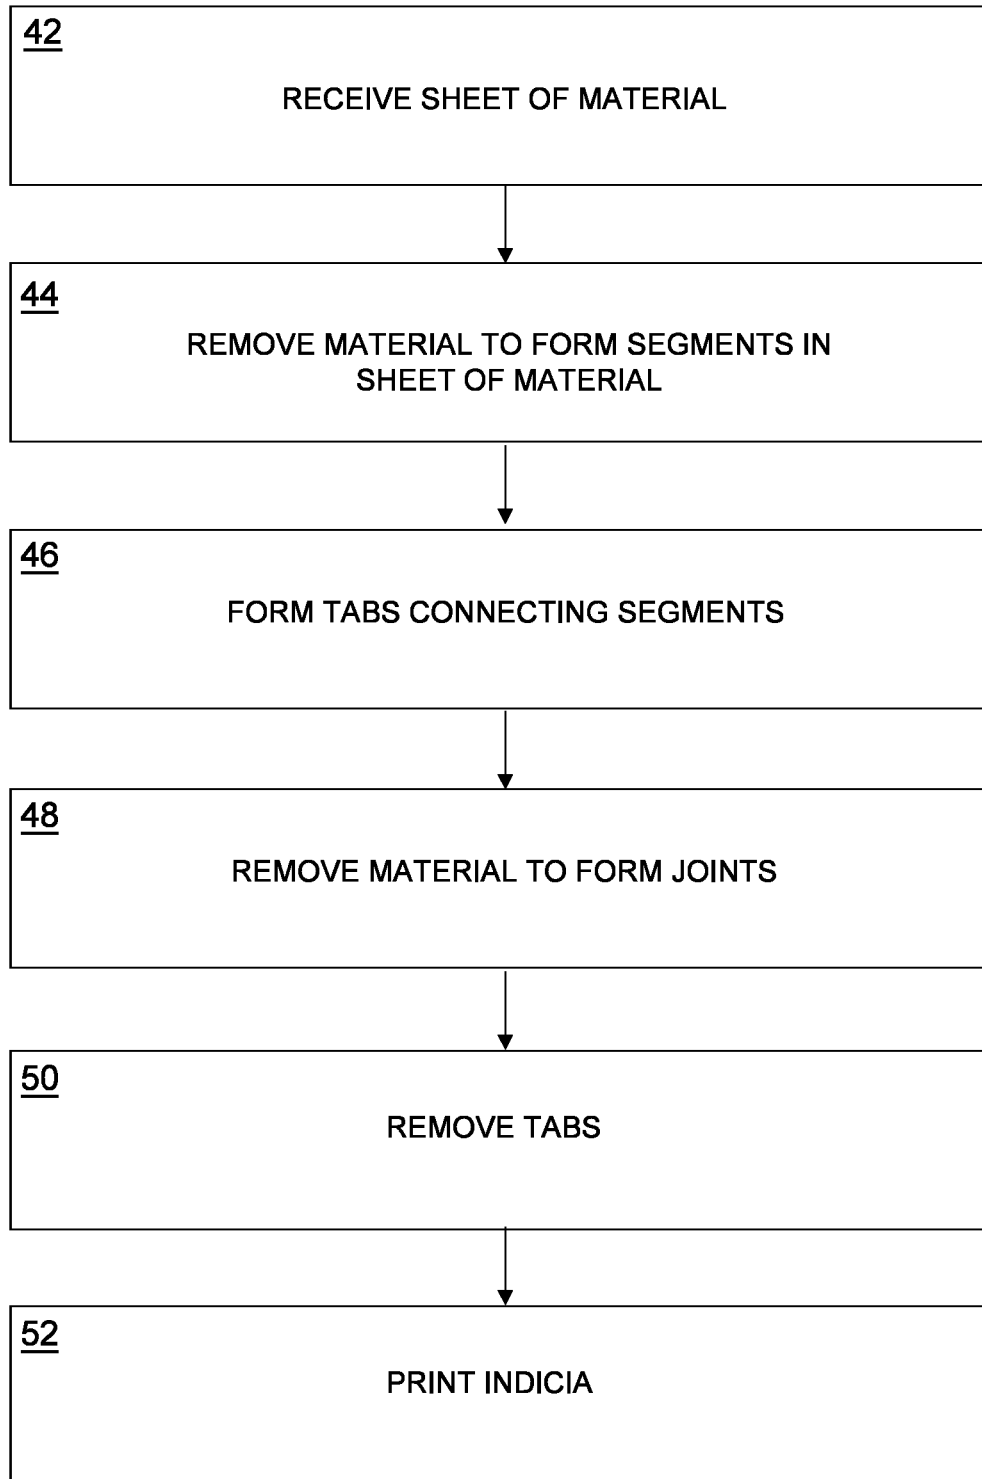 42
RECEIVE SHEET OF MATERIAL
44
REMOVE MATERIAL TO FORM SEGMENTS IN
SHEET OF MATERIAL
46
FORM TABS CONNECTING SEGMENTS
48
REMOVE MATERIAL TO FORM JOINTS
50
REMOVE TABS
52
PRINT INDICIA